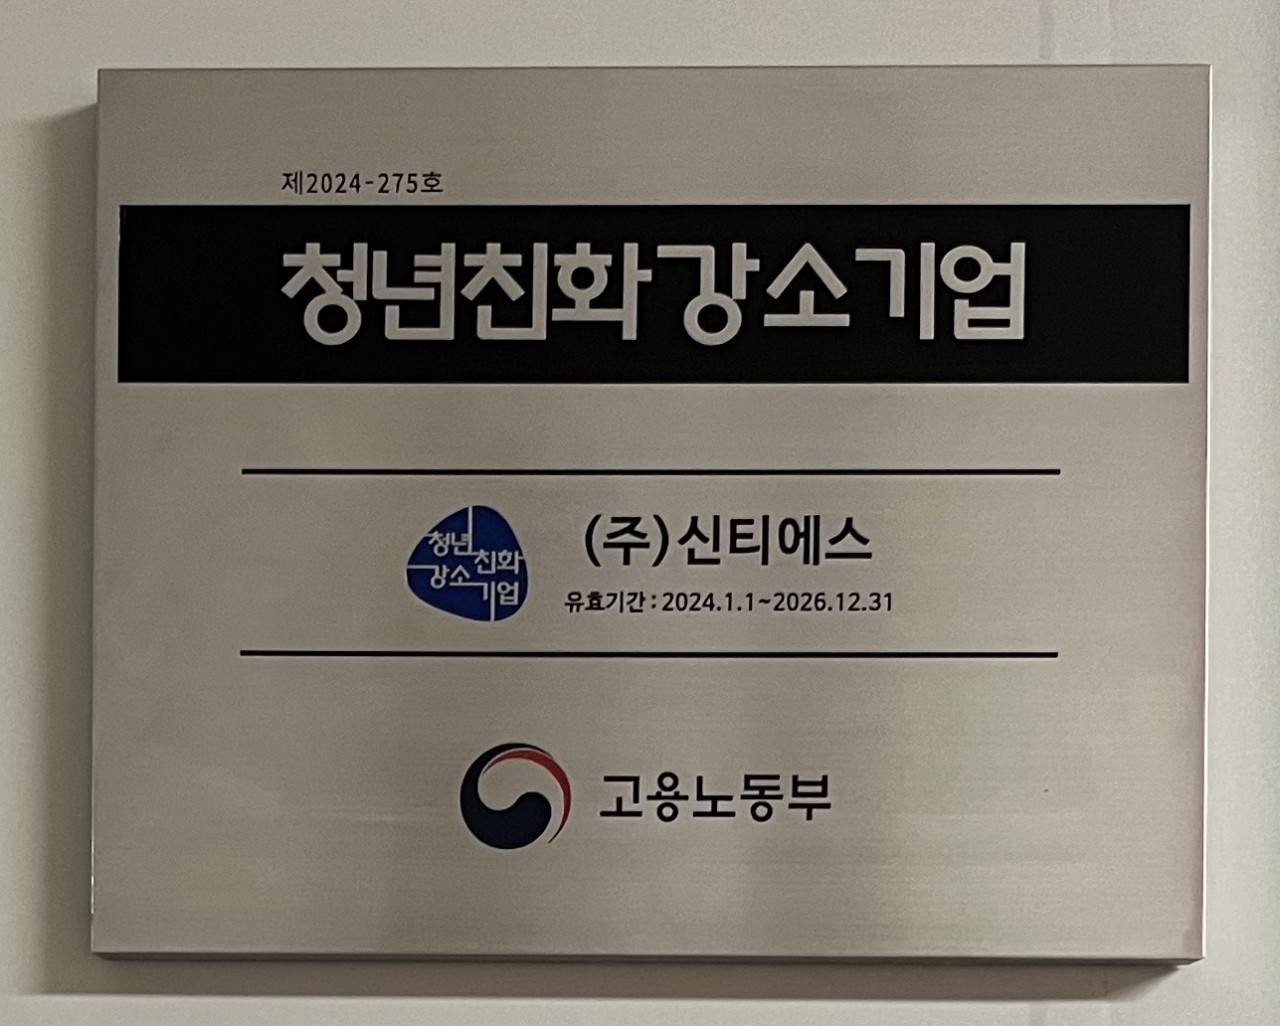 제2024-275호
청년친화강소기업
청년
친화
강소
기업
(주)신티에스
유효기간 : 2024.1.1~2026.12.31
고용노동부